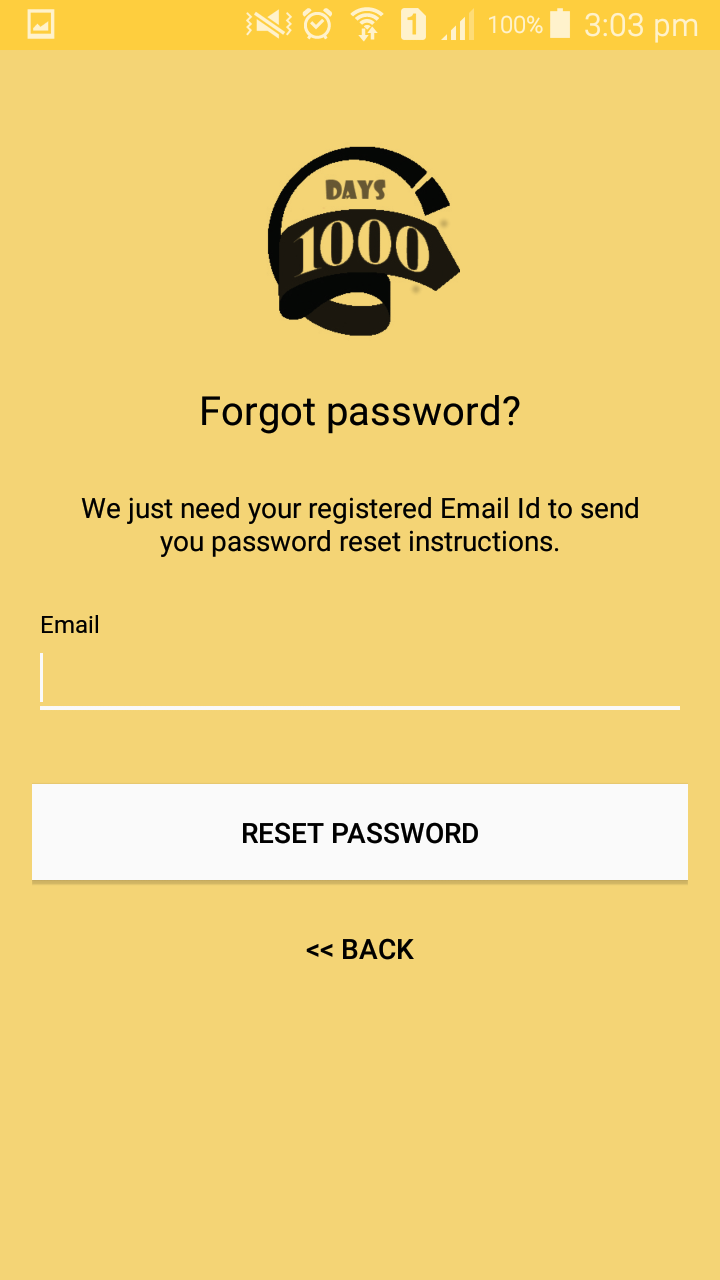 1 100% 3:03 pm
DAYS
1000
Forgot password?
We just need your registered Email Id to send
you password reset instructions.
Email
RESET PASSWORD
<< BACK